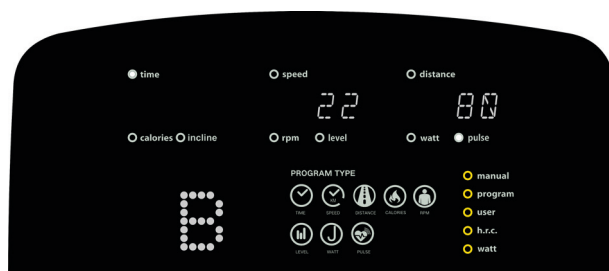 time speed distance
22 80
calories incline rpm level watt pulse
PROGRAM TYPE
manual
program
KM
TIME SPEED DISTANCE CALORIES RPM
user
B
h.r.c.
LEVEL WATT PULSE
watt